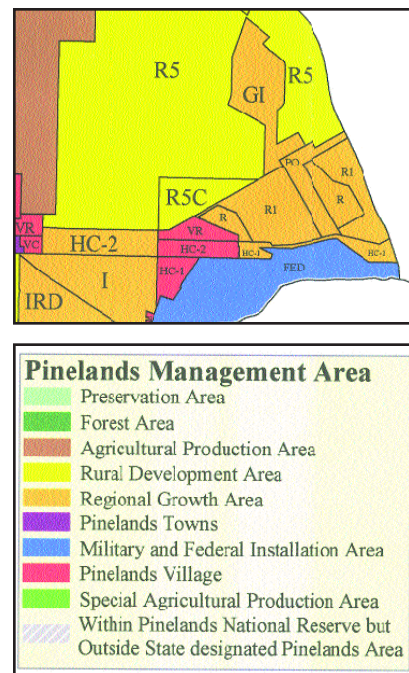 R5
R5
GI
PO
R1
R5C
R
R1
R
VR
VR
VC
HC-2
HC-2
HC-1
HC-1
I
HC-1
FED
IRD
Pinelands Management Area
Preservation Area
Forest Area
Agricultural Production Area
Rural Development Area
Regional Growth Area
Pinelands Towns
Military and Federal Installation Area
Pinelands Village
Special Agricultural Production Area
Within Pinelands National Reserve but
Outside State designated Pinelands Area